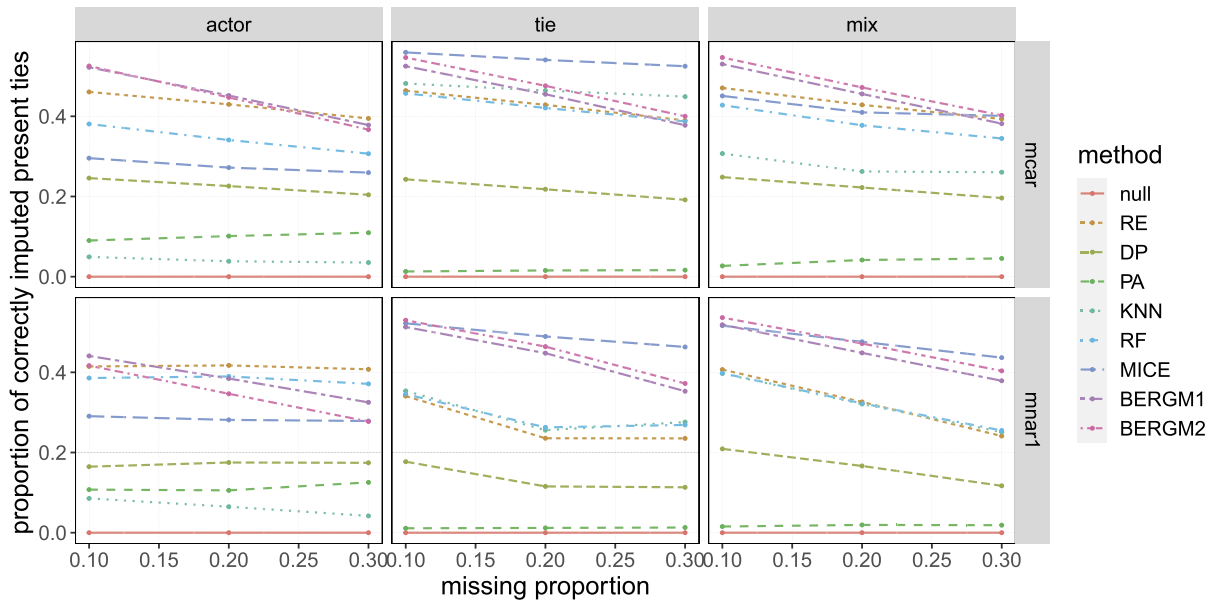 actor
tie
mix
proportion of correctly imputed present ties
0.4
0.2
0.0
mcar
0.4
0.2
0.0
mnar1
0.10 0.15 0.20 0.25 0.30
0.10 0.15 0.20 0.25 0.30
0.10 0.15 0.20 0.25 0.30
missing proportion
method
null
RE
DP
PA
KNN
RF
MICE
BERGM1
BERGM2